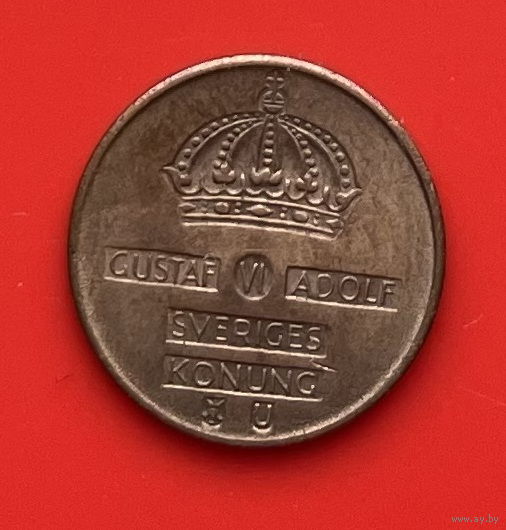 GUSTAF VI ADOLF
SVERIGES
KONUNG
U
www.ay.by